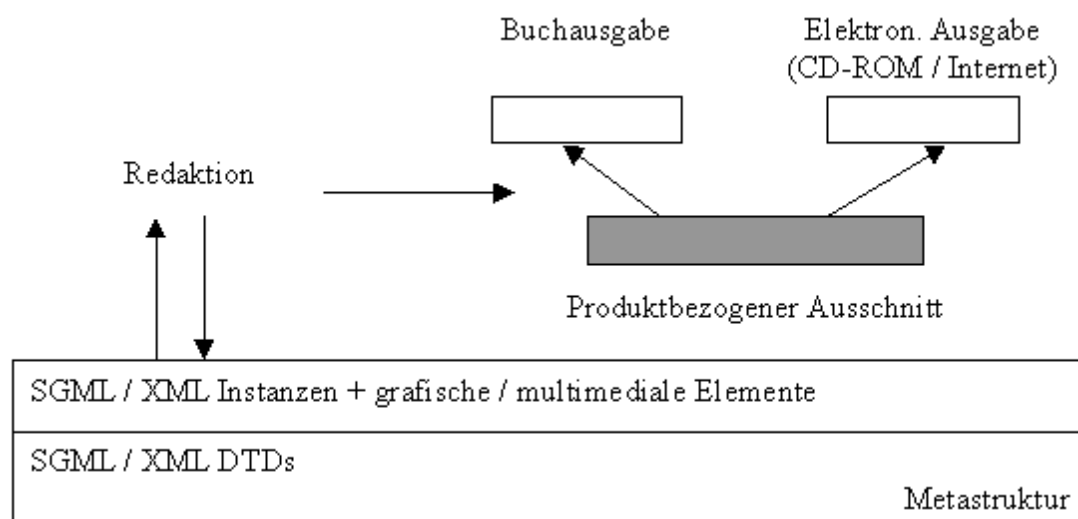 Buchausgabe
Elektron. Ausgabe
(CD-ROM / Internet)
Redaktion
Produktbezogener Ausschnitt
SGML / XML Instanzen + grafische / multimediale Elemente
SGML / XML DTDs
Metastruktur